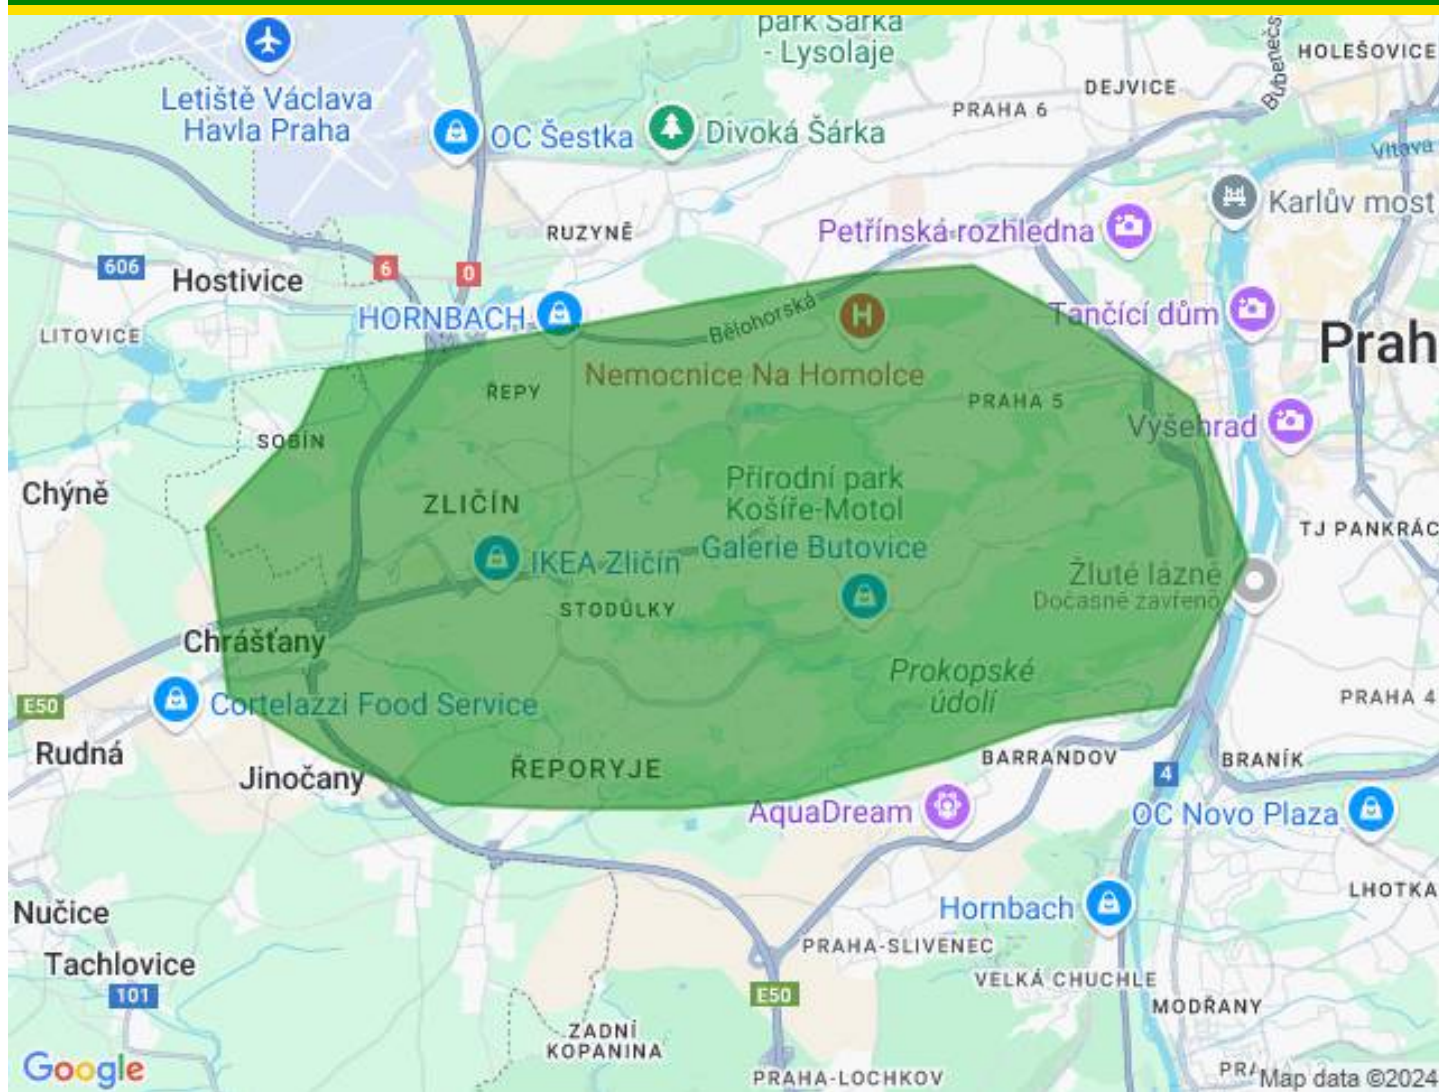 park Šárka
- Lysolaje
HOLEŠOVICE
Bubenečs
DEJVICE
Letiště Václava
Havla Praha
PRAHA 6
OC Šestka
Divoká Šárka
Vltava
Karlův most
RUZYNĚ
Petřínská rozhledna
606
Hostivice
6
0
HORNBACH
Bělohorská
Tančící dům
LITOVICE
Prah
Nemocnice Na Homolce
ŘEPY
PRAHA 5
Vyšehrad
SOBÍN
Chýně
ZLIČÍN
Přírodní park
Košíře-Motol
TJ PANKRÁC
IKEA Zličín
Galerie Butovice
Žluté lázně
Dočasně zavřeno
STODŮLKY
Chrášťany
Prokopské
údolí
E50
Cortelazzi Food Service
PRAHA 4
Rudná
Jinočany
ŘEPORYJE
BARRANDOV
4
BRANÍK
AquaDream
OC Novo Plaza
LHOTKA
Nučice
Hornbach
PRAHA-SLIVENEC
Tachlovice
VELKÁ CHUCHLE
101
E50
MODŘANY
ZADNÍ
KOPANINA
Google
PRAHA-LOCHKOV
PRA
Map data ©2024